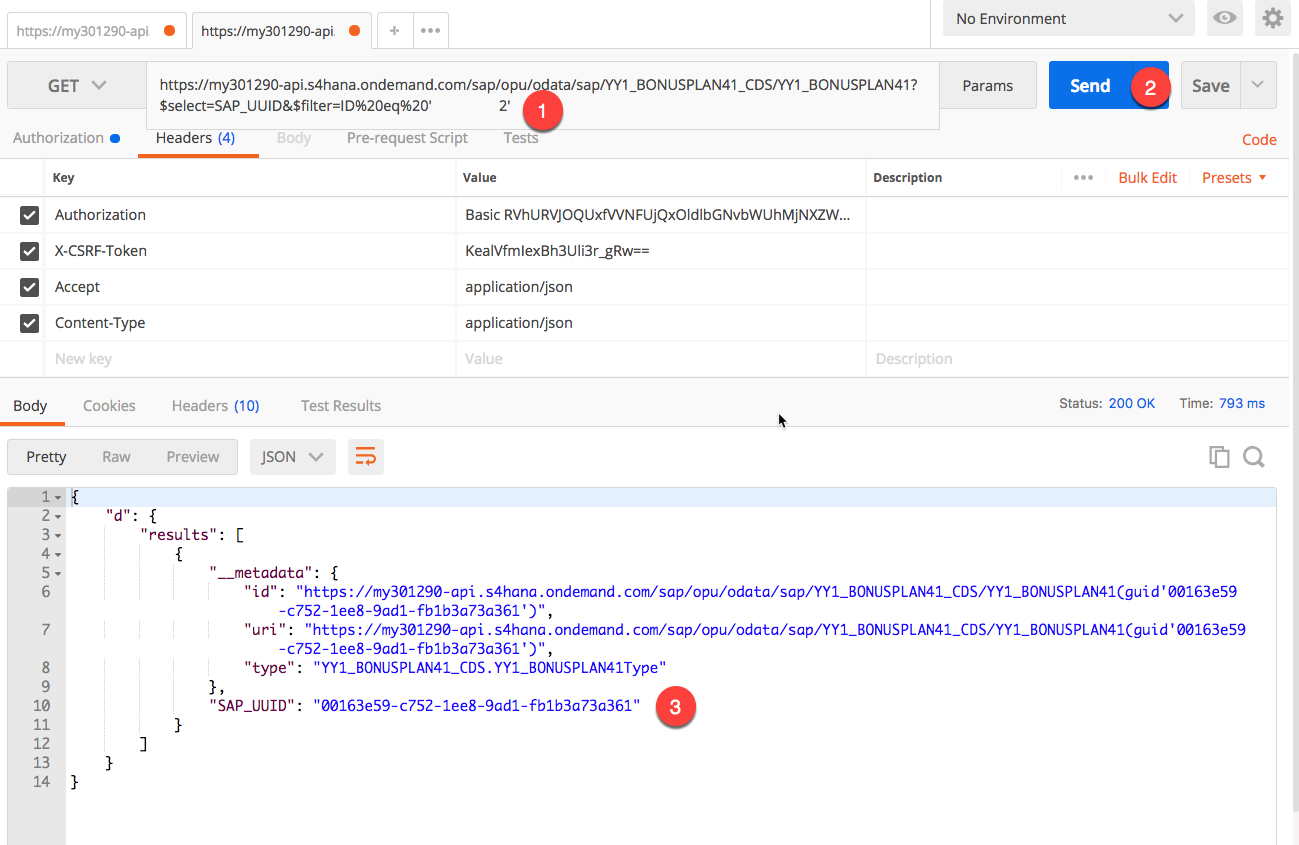 https://my301290-api.
https://my301290-api.
+
•••
No Environment
GET
https://my301290-api.s4hana.ondemand.com/sap/opu/odata/sap/YY1_BONUSPLAN41_CDS/YY1_BONUSPLAN41?
$select=SAP_UUID&$filter=ID%20eq%20'               2'
1
Params
Send
2
Save
Authorization
Headers (4)
Body
Pre-request Script
Tests
Code
Key
Value
Description
•••
Bulk Edit
Presets
Authorization
X-CSRF-Token
KealVfmIexBh3Uli3r_gRw==
Accept
application/json
Content-Type
application/json
New key
Value
Description
Body
Cookies
Headers (10)
Test Results
Status: 200 OK
Time: 793 ms
Pretty
Raw
Preview
JSON
1 {
2 "d": {
3 "results": [
4 {
5 "__metadata": {
6 "id": "https://my301290-api.s4hana.ondemand.com/sap/opu/odata/sap/YY1_BONUSPLAN41_CDS/YY1_BONUSPLAN41(guid'00163e59
-c752-1ee8-9ad1-fb1b3a73a361')",
7 "uri": "https://my301290-api.s4hana.ondemand.com/sap/opu/odata/sap/YY1_BONUSPLAN41_CDS/YY1_BONUSPLAN41(guid'00163e59
-c752-1ee8-9ad1-fb1b3a73a361')",
8 "type": "YY1_BONUSPLAN41_CDS.YY1_BONUSPLAN41Type"
9 },
10 "SAP_UUID": "00163e59-c752-1ee8-9ad1-fb1b3a73a361"
3
11 }
12 ]
13 }
14 }